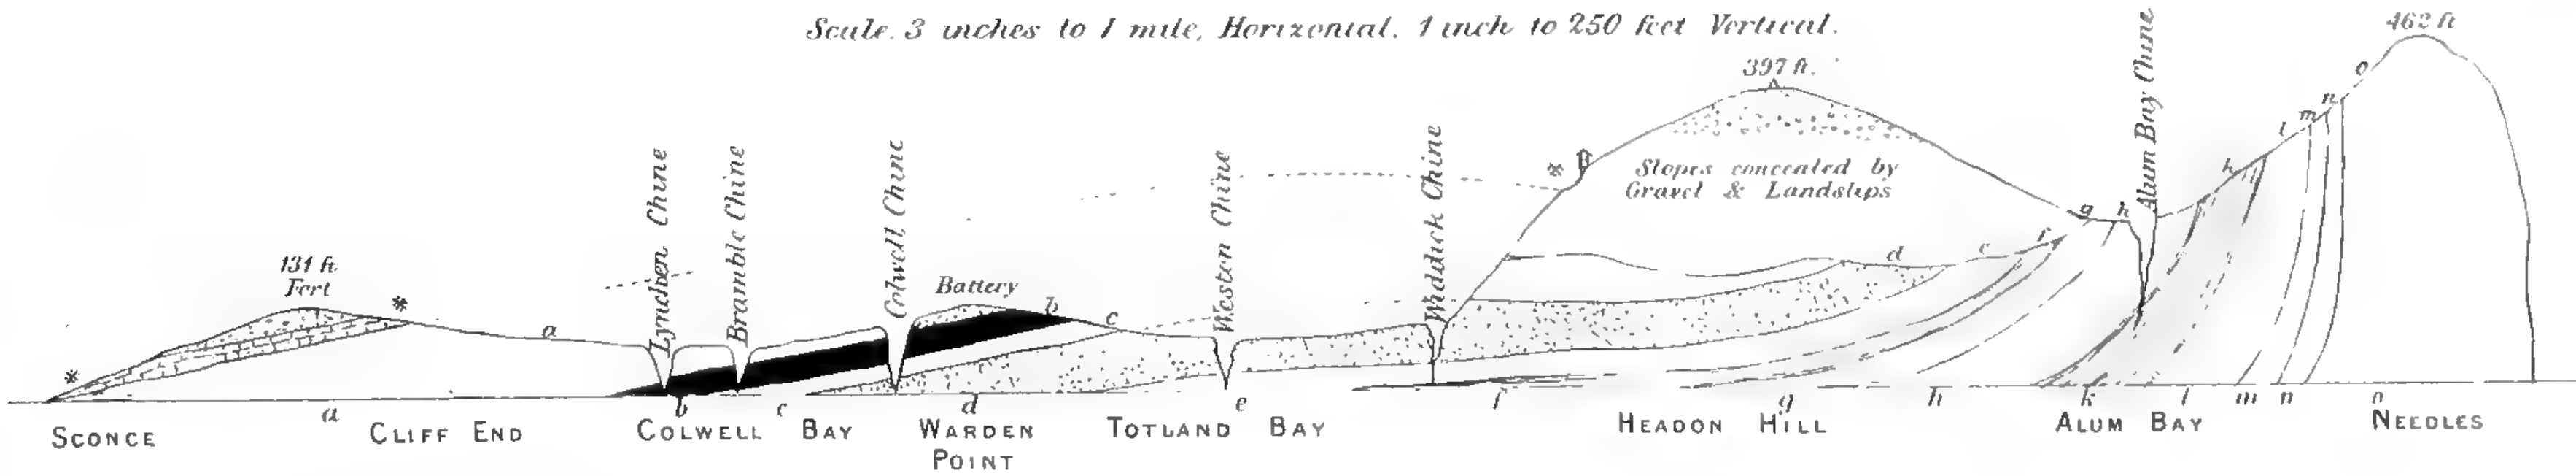 Scale. 3 inches to 1 mile, Horizontal. 1 inch to 250 feet Vertical.
462 ft
397 ft.
Slopes concealed by
Gravel & Landslips
131 ft
Fort
Battery
Lynchen Chine
Bramble Chine
Colwell Chine
Weston Chine
Widdick Chine
Alum Bay Chine
* * *
a b c d c f g h k l m n o
a b c d e f g h k l m n o
SCONCE CLIFF END COLWELL BAY WARDEN TOTLAND BAY HEADON HILL ALUM BAY NEEDLES
POINT